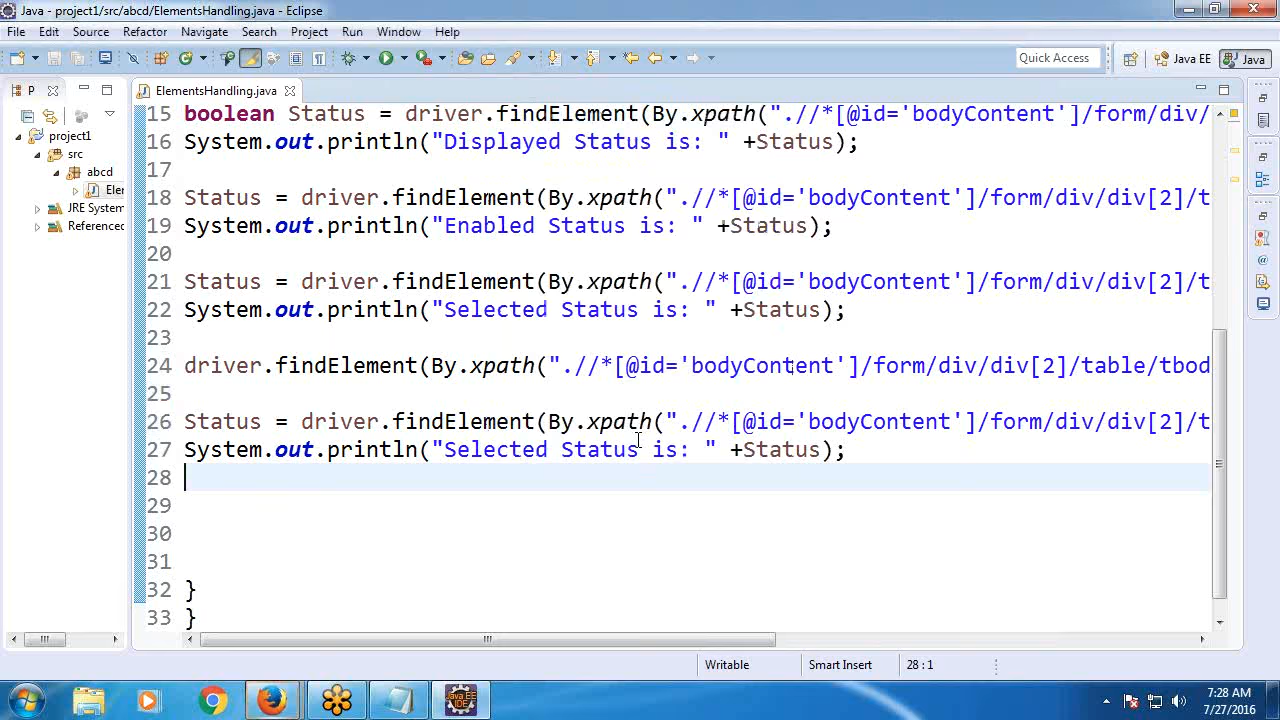 Java - project1/src/abcd/ElementsHandling.java - Eclipse
File Edit Source Refactor Navigate Search Project Run Window Help
Quick Access Java EE Java
P ElementsHandling.java
project1
src
abcd
Eler
JRE System
Referenced
15 boolean Status = driver.findElement(By.xpath(".//*[@id='bodyContent']/form/div/
16 System.out.println("Displayed Status is: " +Status);
17
18 Status = driver.findElement(By.xpath(".//*[@id='bodyContent']/form/div/div[2]/t
19 System.out.println("Enabled Status is: " +Status);
20
21 Status = driver.findElement(By.xpath(".//*[@id='bodyContent']/form/div/div[2]/t
22 System.out.println("Selected Status is: " +Status);
23
24 driver.findElement(By.xpath(".//*[@id='bodyContent']/form/div/div[2]/table/tbod
25
26 Status = driver.findElement(By.xpath(".//*[@id='bodyContent']/form/div/div[2]/t
27 System.out.println("Selected Status is: " +Status);
28
29
30
31
32 }
33 }
Writable Smart Insert 28 : 1
Java EE IDE
7:28 AM
7/27/2016